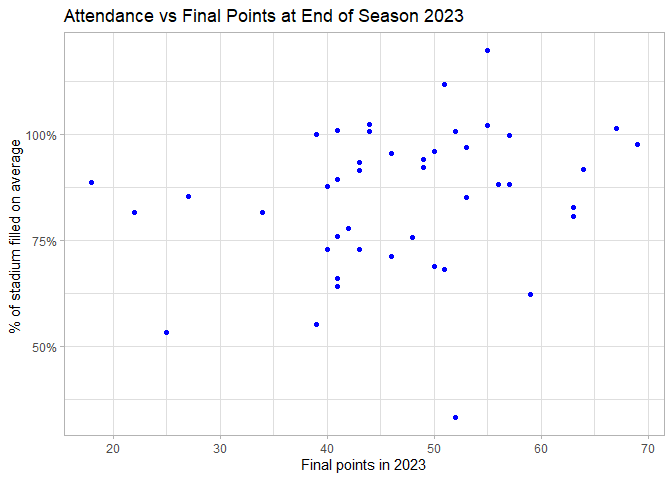 Attendance vs Final Points at End of Season 2023
% of stadium filled on average
100%
75%
50%
20 30 40 50 60 70
Final points in 2023